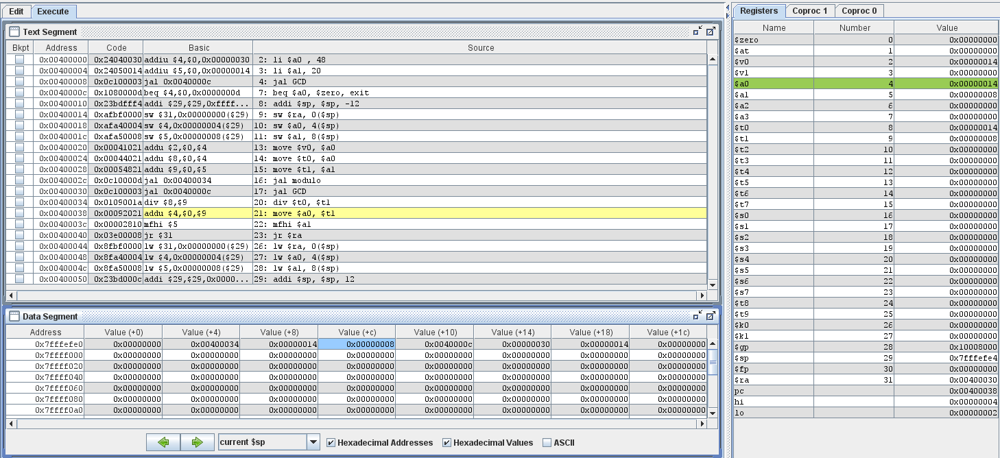 Edit Execute
Text Segment
Bkpt Address Code Basic Source
0x00400000 0x24040030 addiu $4,$0,0x00000030 2: li $a0 , 48
0x00400004 0x24050014 addiu $5,$0,0x00000014 3: li $a1, 20
0x00400008 0x0c100003 jal 0x0040000c 4: jal GCD
0x0040000c 0x1080000d beq $4,$0,0x0000000d 7: beq $a0, $zero, exit
0x00400010 0x23bdfff4 addi $29,$29,0xffff... 8: addi $sp, $sp, -12
0x00400014 0xafbf0000 sw $31,0x00000000($29) 9: sw $ra, 0($sp)
0x00400018 0xafa40004 sw $4,0x00000004($29) 10: sw $a0, 4($sp)
0x0040001c 0xafa50008 sw $5,0x00000008($29) 11: sw $a1, 8($sp)
0x00400020 0x00041021 addu $2,$0,$4 13: move $v0, $a0
0x00400024 0x00044021 addu $8,$0,$4 14: move $t0, $a0
0x00400028 0x00054821 addu $9,$0,$5 15: move $t1, $a1
0x0040002c 0x0c10000d jal 0x00400034 16: jal modulo
0x00400030 0x0c100003 jal 0x0040000c 17: jal GCD
0x00400034 0x0109001a div $8,$9 20: div $t0, $t1
0x00400038 0x00092021 addu $4,$0,$9 21: move $a0, $t1
0x0040003c 0x00002810 mfhi $5 22: mfhi $a1
0x00400040 0x03e00008 jr $31 23: jr $ra
0x00400044 0x8fbf0000 lw $31,0x00000000($29) 26: lw $ra, 0($sp)
0x00400048 0x8fa40004 lw $4,0x00000004($29) 27: lw $a0, 4($sp)
0x0040004c 0x8fa50008 lw $5,0x00000008($29) 28: lw $a1, 8($sp)
0x00400050 0x23bd000c addi $29,$29,0x0000... 29: addi $sp, $sp, 12
Data Segment
Address Value (+0) Value (+4) Value (+8) Value (+c) Value (+10) Value (+14) Value (+18) Value (+1c)
0x7fffefe0 0x00000000 0x00400034 0x00000014 0x00000008 0x0040000c 0x00000030 0x00000014 0x00000000
0x7ffff000 0x00000000 0x00000000 0x00000000 0x00000000 0x00000000 0x00000000 0x00000000 0x00000000
0x7ffff020 0x00000000 0x00000000 0x00000000 0x00000000 0x00000000 0x00000000 0x00000000 0x00000000
0x7ffff040 0x00000000 0x00000000 0x00000000 0x00000000 0x00000000 0x00000000 0x00000000 0x00000000
0x7ffff060 0x00000000 0x00000000 0x00000000 0x00000000 0x00000000 0x00000000 0x00000000 0x00000000
0x7ffff080 0x00000000 0x00000000 0x00000000 0x00000000 0x00000000 0x00000000 0x00000000 0x00000000
0x7ffff0a0 0x00000000 0x00000000 0x00000000 0x00000000 0x00000000 0x00000000 0x00000000 0x00000000
current $sp Hexadecimal Addresses Hexadecimal Values ASCII
Registers Coproc 1 Coproc 0
Name Number Value
$zero 0 0x00000000
$at 1 0x00000000
$v0 2 0x00000014
$v1 3 0x00000000
$a0 4 0x00000014
$a1 5 0x00000008
$a2 6 0x00000000
$a3 7 0x00000000
$t0 8 0x00000014
$t1 9 0x00000008
$t2 10 0x00000000
$t3 11 0x00000000
$t4 12 0x00000000
$t5 13 0x00000000
$t6 14 0x00000000
$t7 15 0x00000000
$s0 16 0x00000000
$s1 17 0x00000000
$s2 18 0x00000000
$s3 19 0x00000000
$s4 20 0x00000000
$s5 21 0x00000000
$s6 22 0x00000000
$s7 23 0x00000000
$t8 24 0x00000000
$t9 25 0x00000000
$k0 26 0x00000000
$k1 27 0x00000000
$gp 28 0x10008000
$sp 29 0x7fffefe4
$fp 30 0x00000000
$ra 31 0x00400030
pc 0x00400038
hi 0x00000004
lo 0x00000002